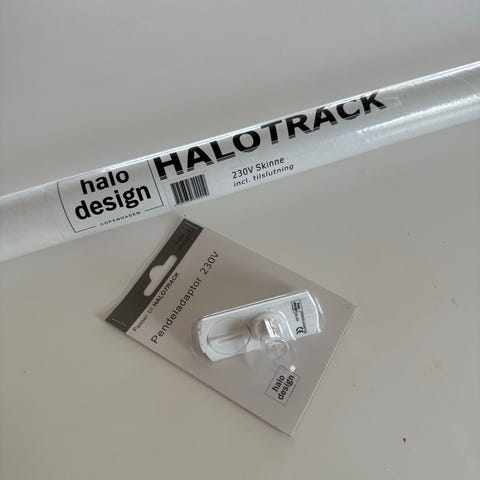 HALOTRACK
halo
design
COPENHAGEN
230V Skinne
incl. tilslutning
Passer til HALOTRACK
Pendeladaptor 230V
halo
design